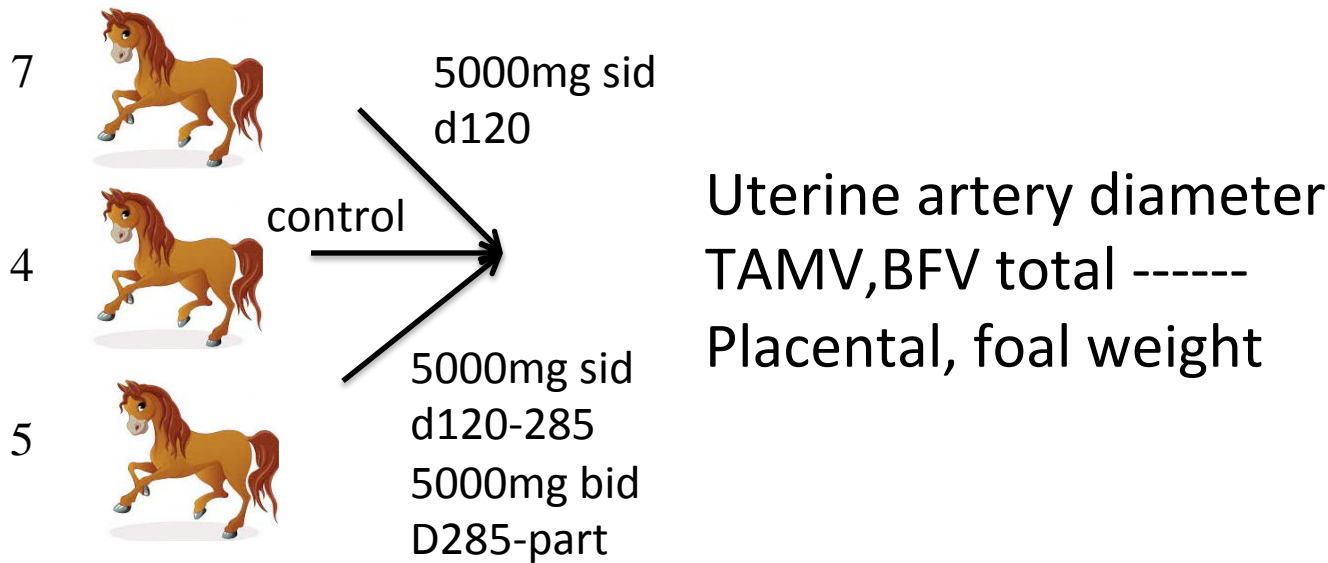 7
5000mg sid
d120
4
control
5
5000mg sid
d120-285
5000mg bid
D285-part
Uterine artery diameter
TAMV,BFV total ------
Placental, foal weight